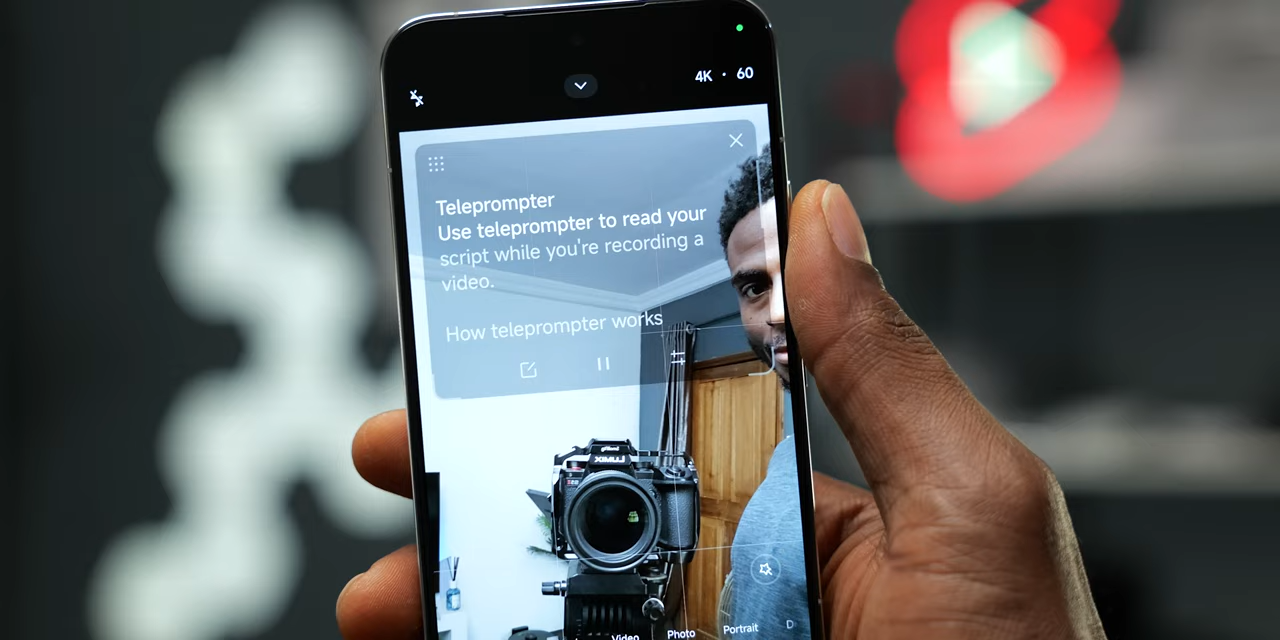 4K · 60
Teleprompter
Use teleprompter to read your
script while you're recording a
video.
How teleprompter works
LUMIX
Video Photo Portrait